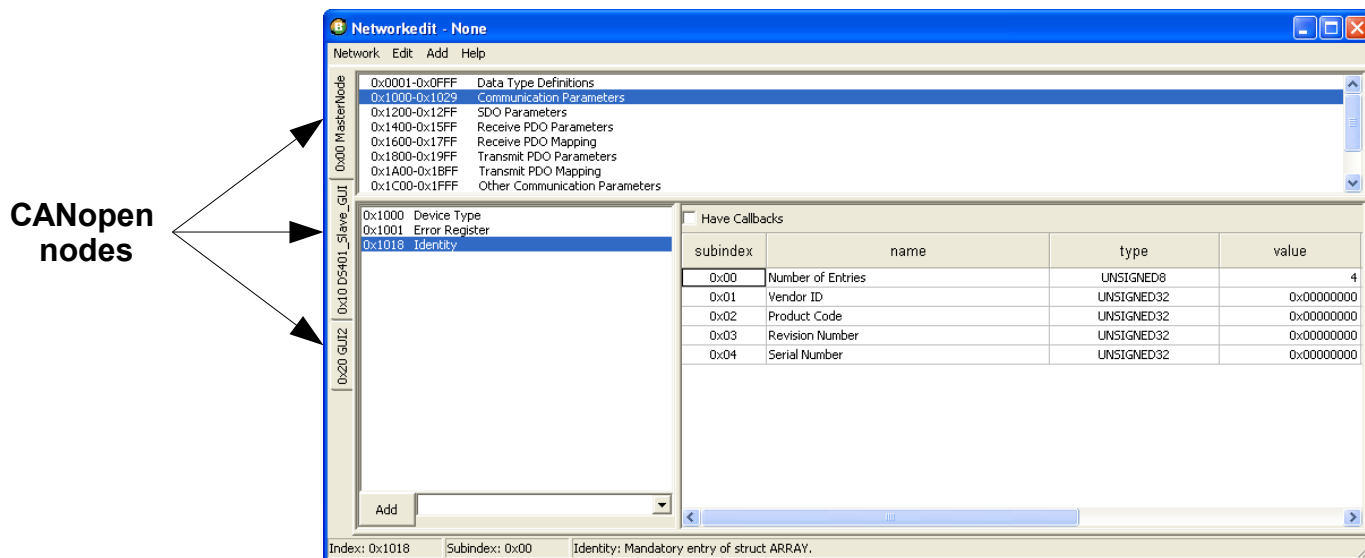 Networkedit - None
Network Edit Add Help
0x0001-0x0FFF Data Type Definitions
0x1000-0x1029 Communication Parameters
0x1200-0x12FF SDO Parameters
0x1400-0x15FF Receive PDO Parameters
0x1600-0x17FF Receive PDO Mapping
0x1800-0x19FF Transmit PDO Parameters
0x1A00-0x1BFF Transmit PDO Mapping
0x1C00-0x1FFF Other Communication Parameters
0x00 MasterNode
0x10 DS401_Slave_GUI
0x20 GUI2
CANopen
nodes
0x1000 Device Type
0x1001 Error Register
0x1018 Identity
Add
Have Callbacks
subindex name type value
0x00 Number of Entries UNSIGNED8 4
0x01 Vendor ID UNSIGNED32 0x00000000
0x02 Product Code UNSIGNED32 0x00000000
0x03 Revision Number UNSIGNED32 0x00000000
0x04 Serial Number UNSIGNED32 0x00000000
Index: 0x1018 Subindex: 0x00 Identity: Mandatory entry of struct ARRAY.